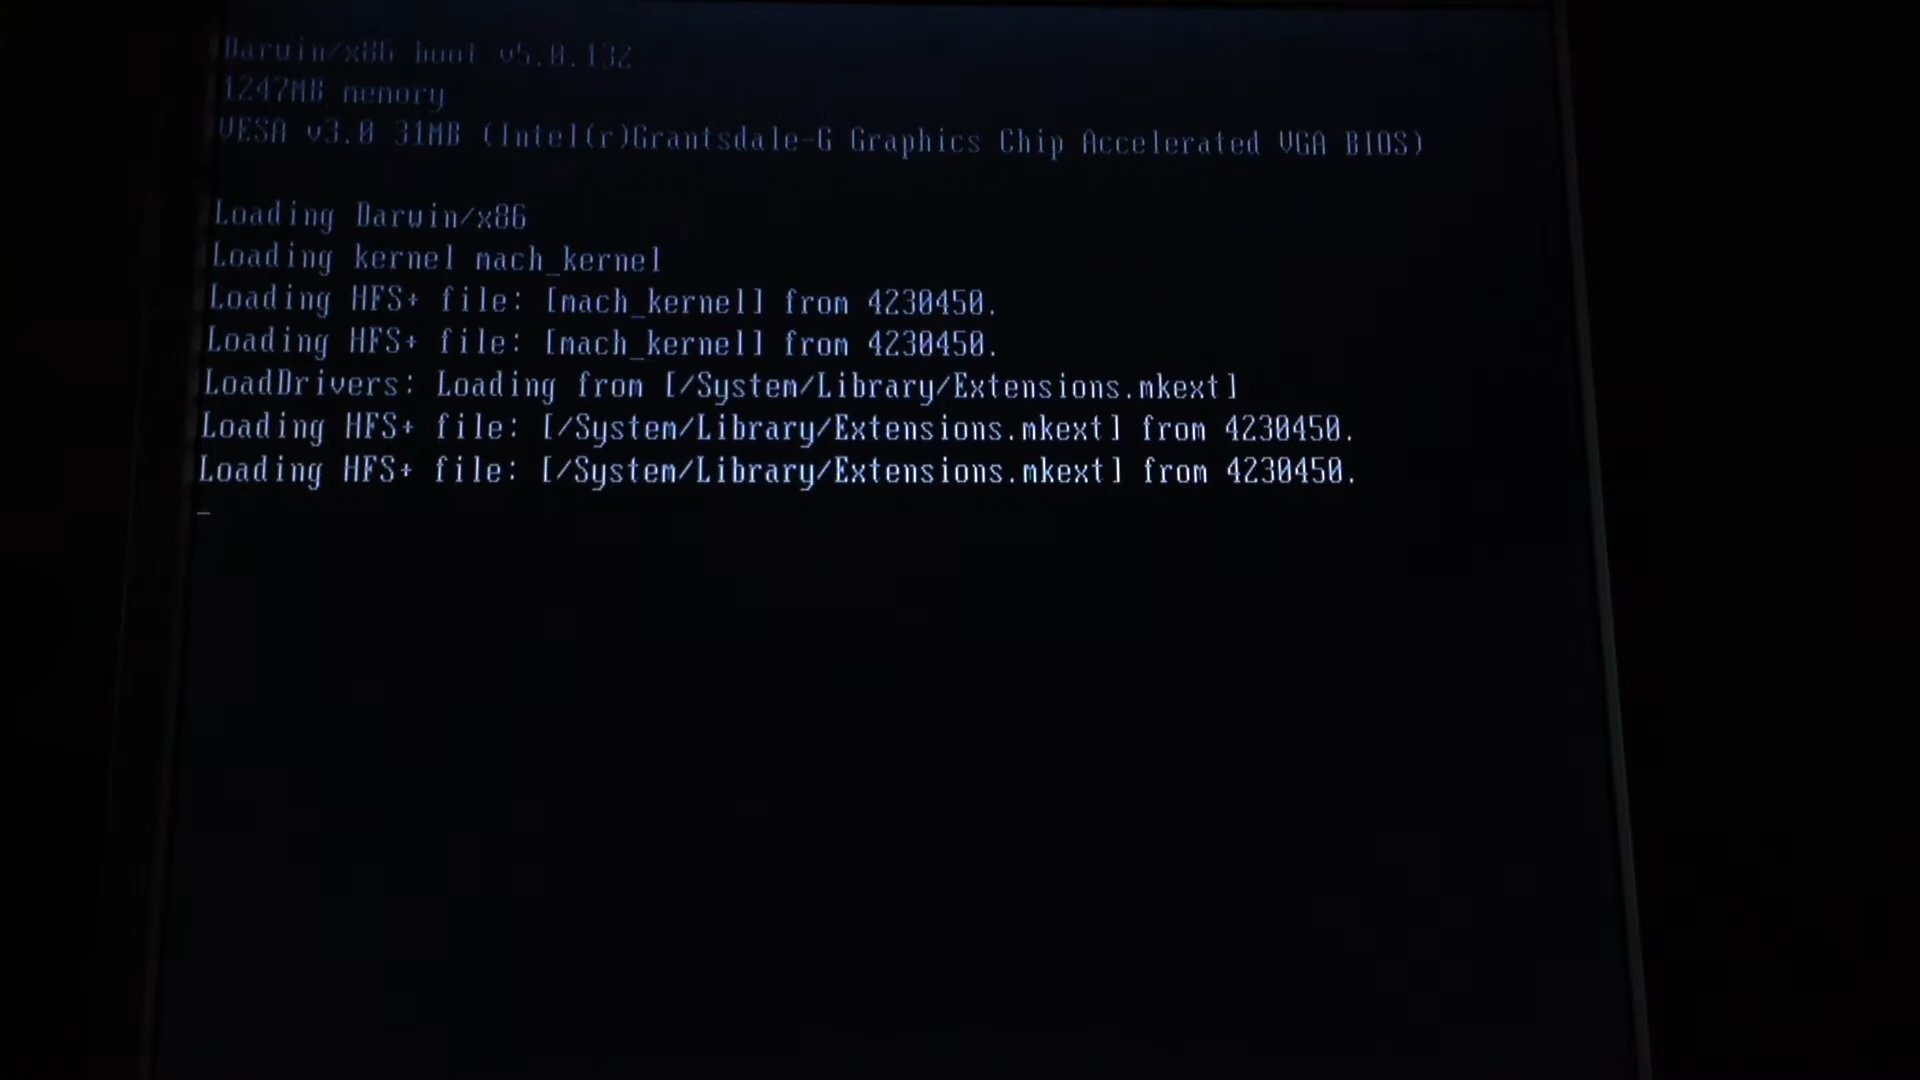 Darwin/x86 boot v5.0.132
1247MB memory
VESA v3.0 31MB (Intel(r)Grantsdale-G Graphics Chip Accelerated VGA BIOS)
Loading Darwin/x86
Loading kernel mach_kernel
Loading HFS+ file: [mach_kernel] from 4230450.
Loading HFS+ file: [mach_kernel] from 4230450.
LoadDrivers: Loading from [/System/Library/Extensions.mkext]
Loading HFS+ file: [/System/Library/Extensions.mkext] from 4230450.
Loading HFS+ file: [/System/Library/Extensions.mkext] from 4230450.
_